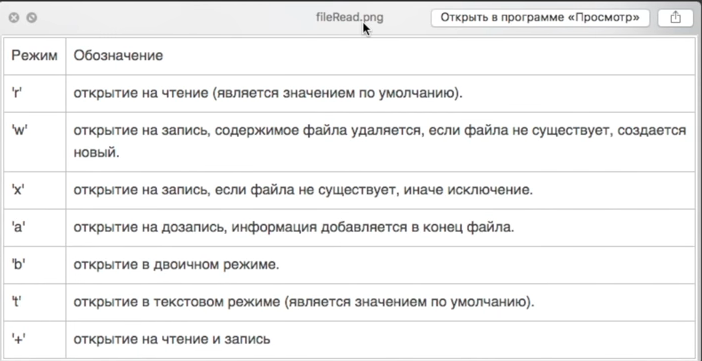 fileRead.png
Открыть в программе «Просмотр»
Режим Обозначение
'r' открытие на чтение (является значением по умолчанию).
'w' открытие на запись, содержимое файла удаляется, если файла не существует, создается
новый.
'x' открытие на запись, если файла не существует, иначе исключение.
'a' открытие на дозапись, информация добавляется в конец файла.
'b' открытие в двоичном режиме.
't' открытие в текстовом режиме (является значением по умолчанию).
'+' открытие на чтение и запись